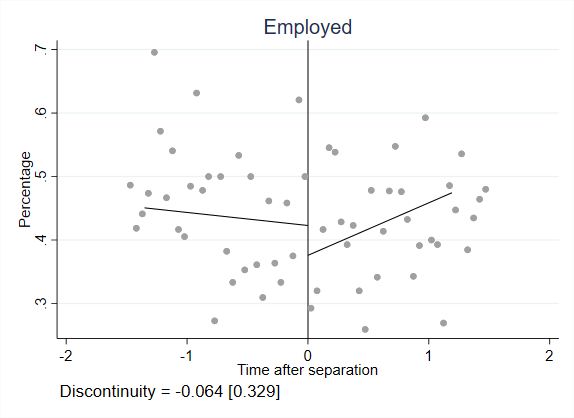 Employed
Percentage
.7
.6
.5
.4
.3
-2 -1 0 1 2
Time after separation
Discontinuity = -0.064 [0.329]